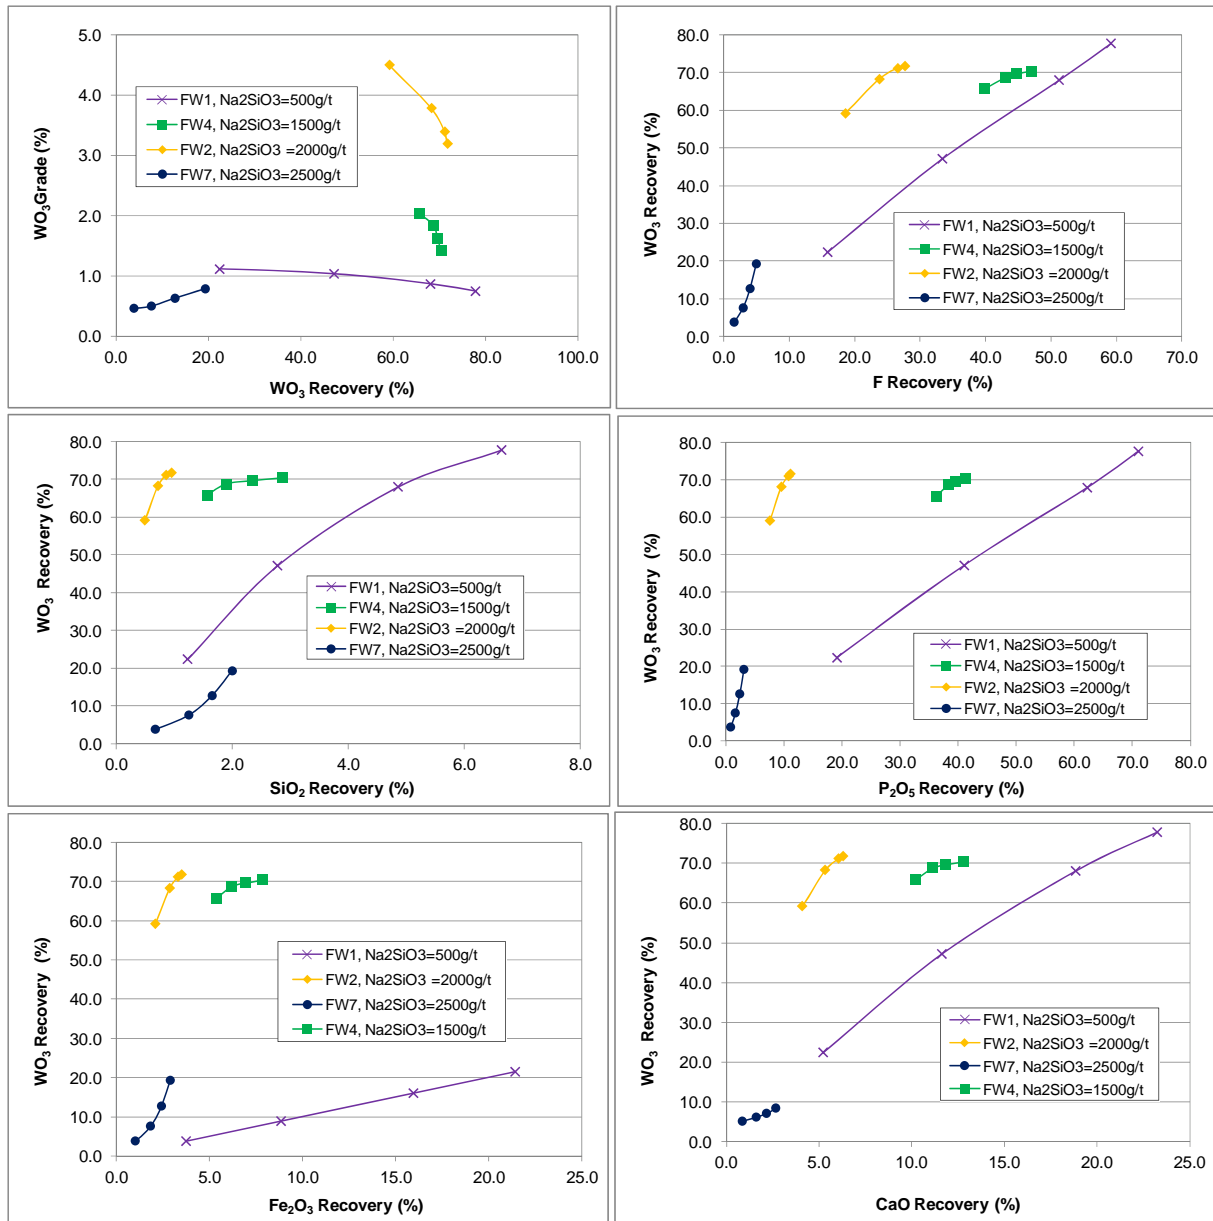 WO₃Grade (%)
5.0
4.0
3.0
2.0
1.0
0.0
FW1, Na2SiO3=500g/t
FW4, Na2SiO3=1500g/t
FW2, Na2SiO3 =2000g/t
FW7, Na2SiO3=2500g/t
0.0 20.0 40.0 60.0 80.0 100.0
WO₃ Recovery (%)
WO₃ Recovery (%)
80.0
70.0
60.0
50.0
40.0
30.0
20.0
10.0
0.0
FW1, Na2SiO3=500g/t
FW4, Na2SiO3=1500g/t
FW2, Na2SiO3 =2000g/t
FW7, Na2SiO3=2500g/t
0.0 10.0 20.0 30.0 40.0 50.0 60.0 70.0
F Recovery (%)
WO₃ Recovery (%)
80.0
70.0
60.0
50.0
40.0
30.0
20.0
10.0
0.0
FW1, Na2SiO3=500g/t
FW4, Na2SiO3=1500g/t
FW2, Na2SiO3 =2000g/t
FW7, Na2SiO3=2500g/t
0.0 2.0 4.0 6.0 8.0
SiO₂ Recovery (%)
WO₃ Recovery (%)
80.0
70.0
60.0
50.0
40.0
30.0
20.0
10.0
0.0
FW1, Na2SiO3=500g/t
FW4, Na2SiO3=1500g/t
FW2, Na2SiO3 =2000g/t
FW7, Na2SiO3=2500g/t
0.0 10.0 20.0 30.0 40.0 50.0 60.0 70.0 80.0
P₂O₅ Recovery (%)
WO₃ Recovery (%)
80.0
70.0
60.0
50.0
40.0
30.0
20.0
10.0
0.0
FW1, Na2SiO3=500g/t
FW2, Na2SiO3 =2000g/t
FW7, Na2SiO3=2500g/t
FW4, Na2SiO3=1500g/t
0.0 5.0 10.0 15.0 20.0 25.0
Fe₂O₃ Recovery (%)
WO₃ Recovery (%)
80.0
70.0
60.0
50.0
40.0
30.0
20.0
10.0
0.0
FW1, Na2SiO3=500g/t
FW2, Na2SiO3 =2000g/t
FW7, Na2SiO3=2500g/t
FW4, Na2SiO3=1500g/t
0.0 5.0 10.0 15.0 20.0 25.0
CaO Recovery (%)